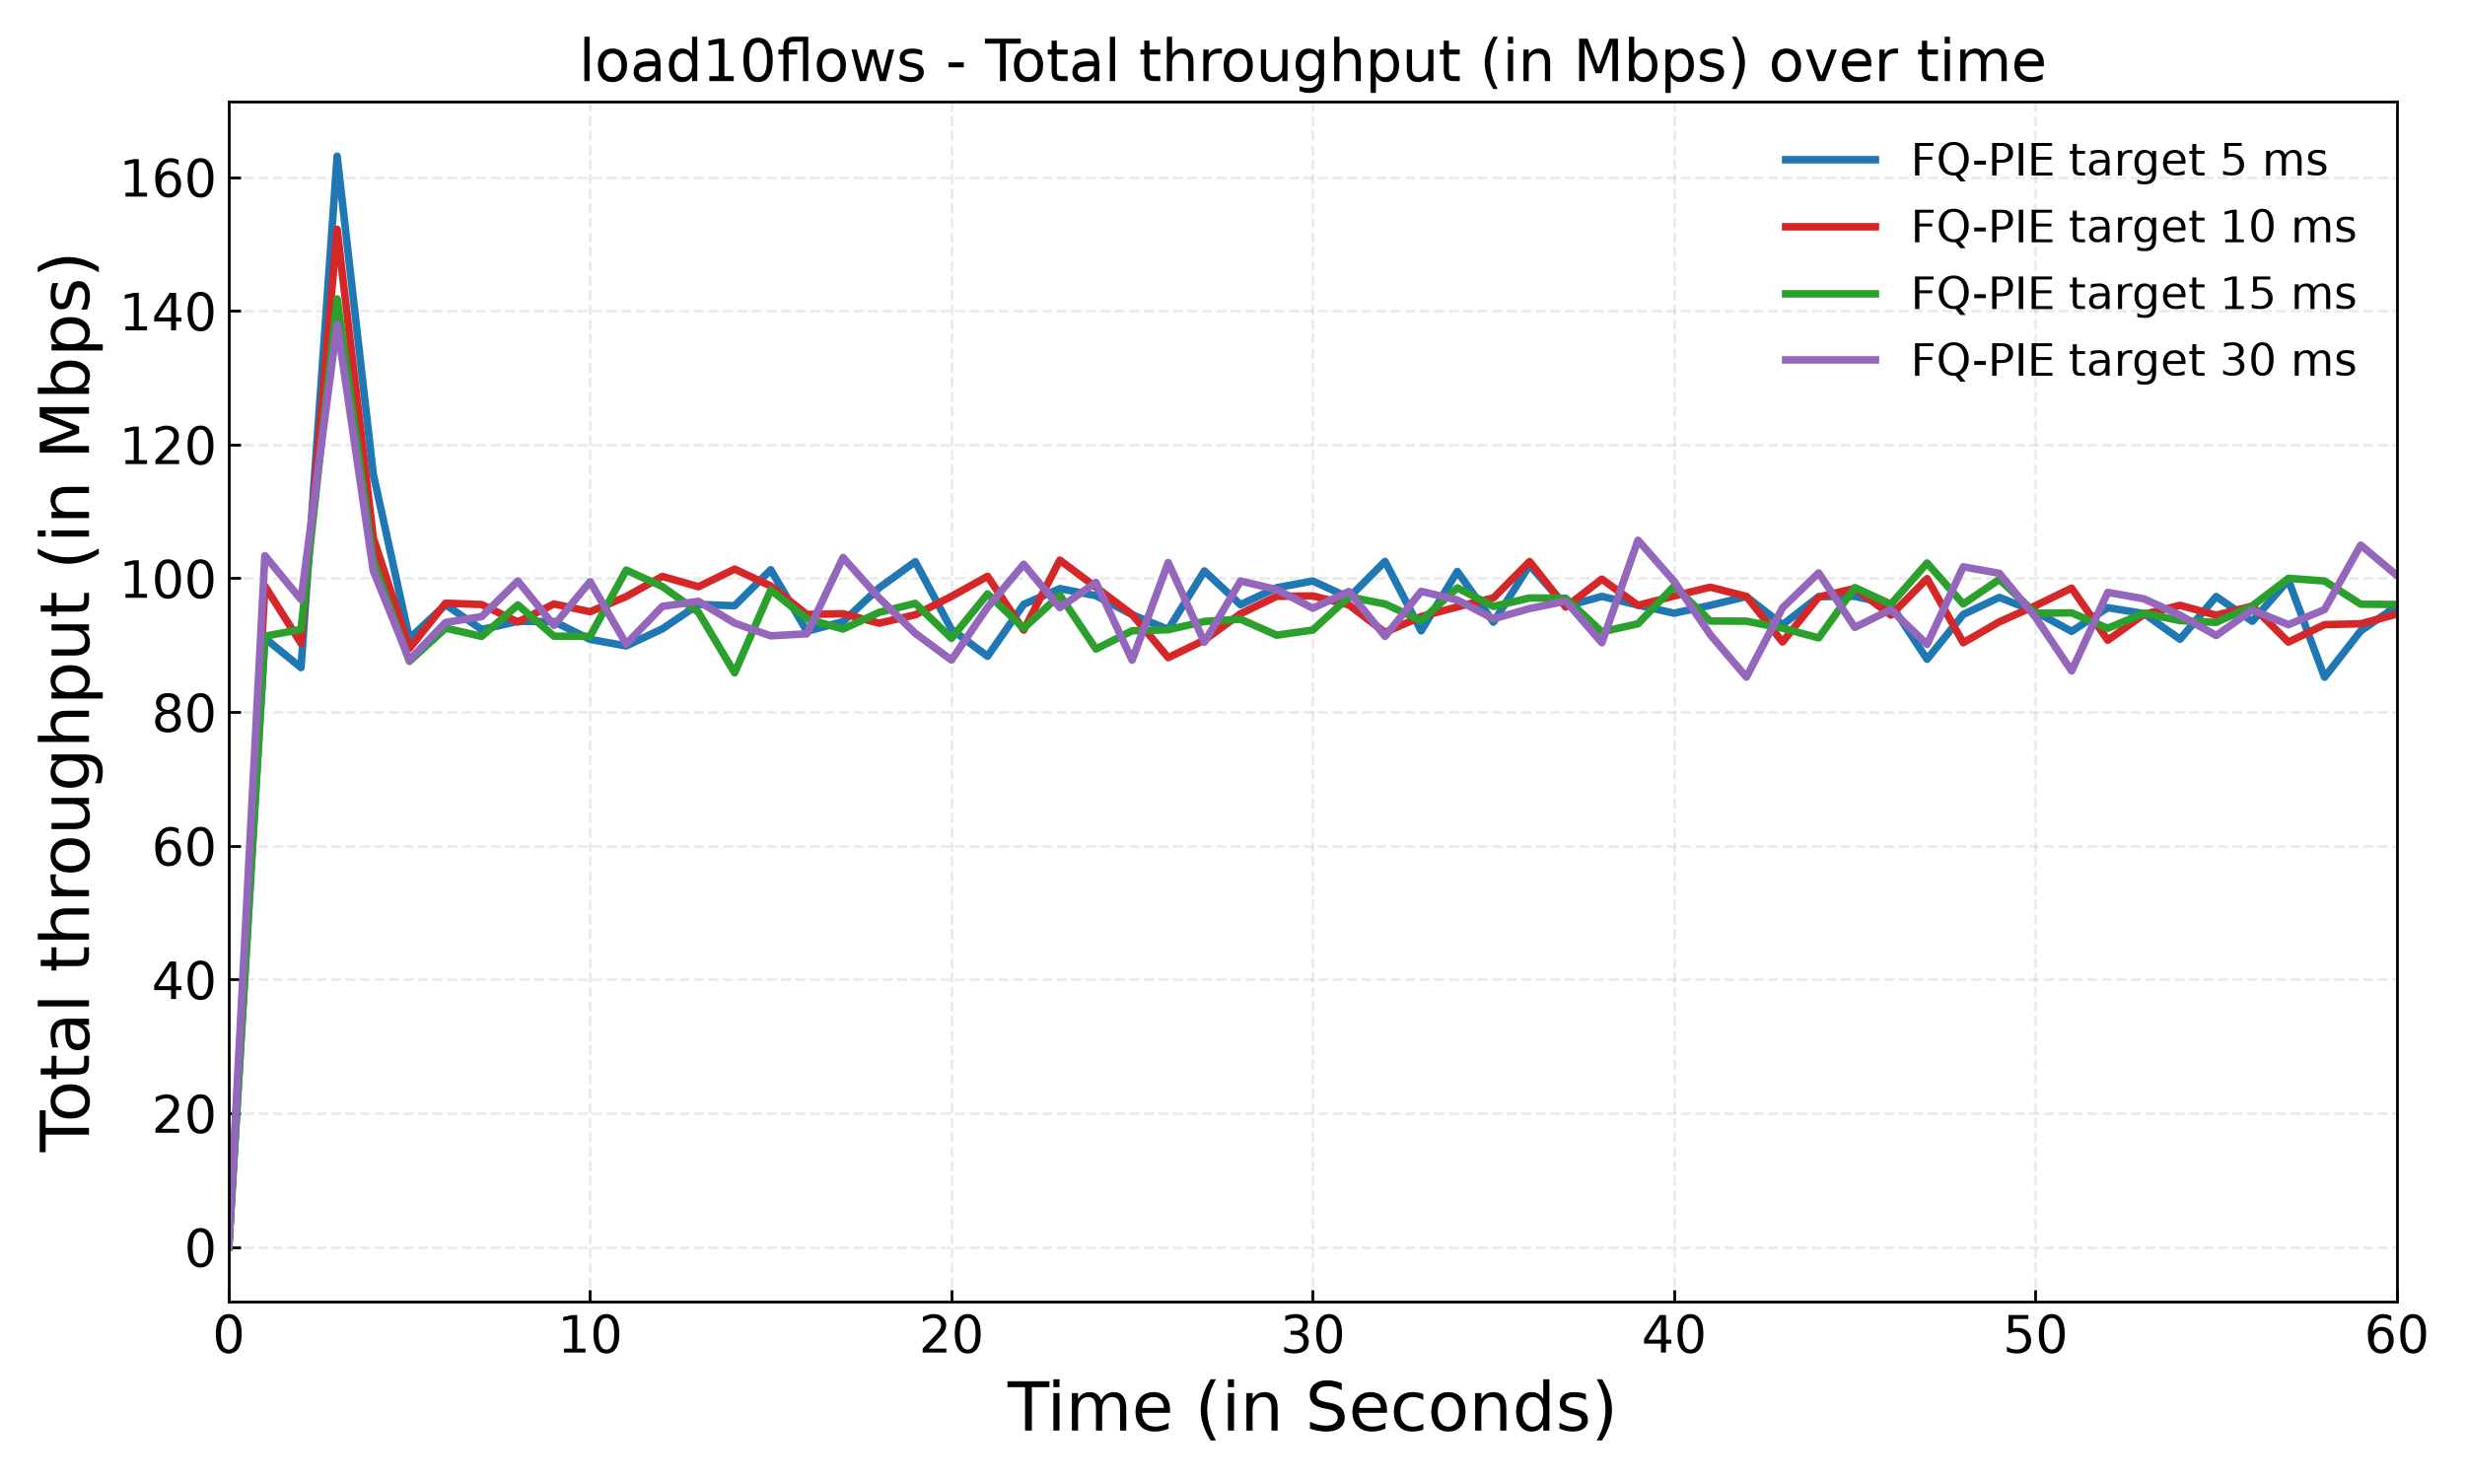 load10flows - Total throughput (in Mbps) over time
FQ-PIE target 5 ms
FQ-PIE target 10 ms
FQ-PIE target 15 ms
FQ-PIE target 30 ms
Total throughput (in Mbps)
160
140
120
100
80
60
40
20
0
0 10 20 30 40 50 60
Time (in Seconds)